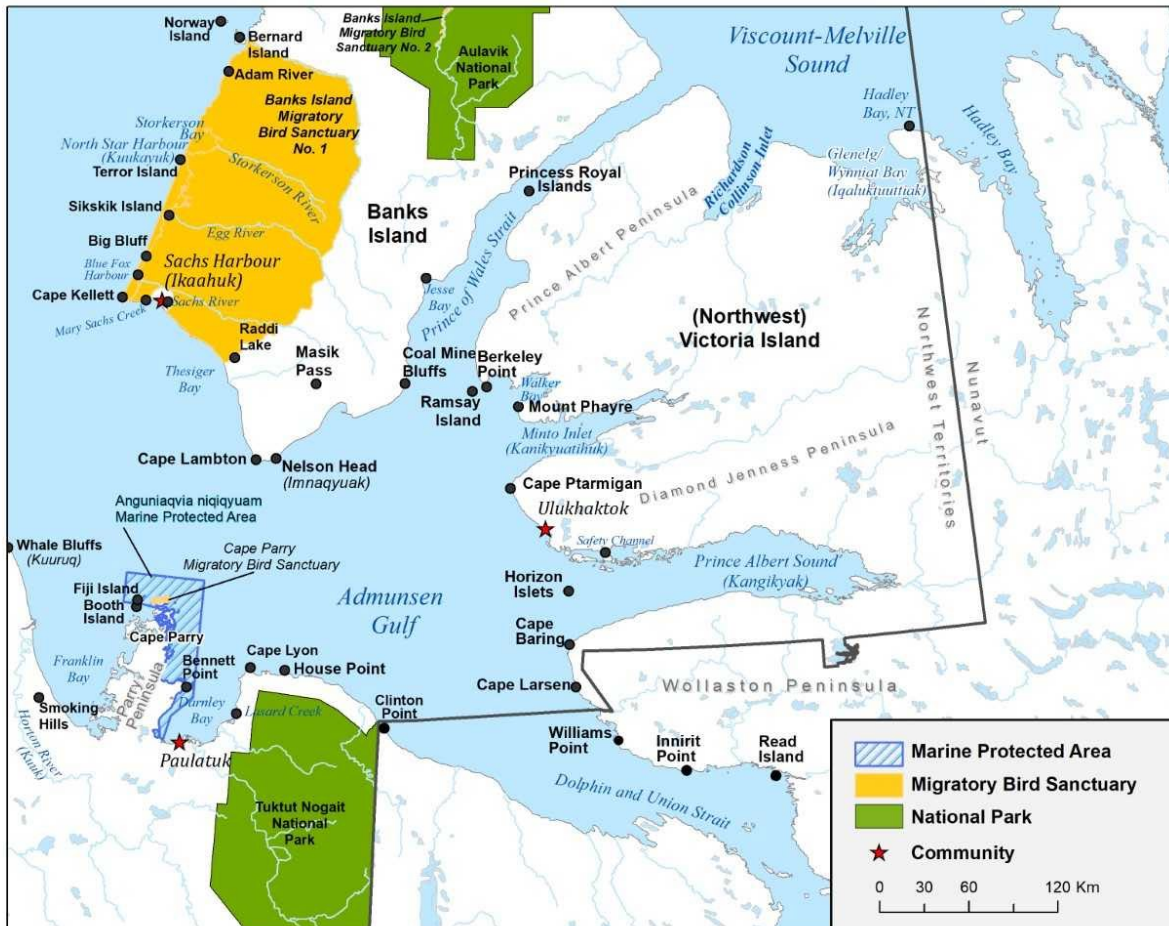 Norway
Island
Bernard
Island
Adam River
Banks Island
Migratory Bird
Sanctuary No. 2
Aulavik
National
Park
Viscount-Melville
Sound
Banks Island
Migratory
Bird Sanctuary
No. 1
Storkerson
Bay
North Star Harbour
(Kuukayuk)
Terror Island
Storkerson River
Hadley
Bay, NT
Hadley Bay
Glenelg/
Wynniat Bay
(Iqaluktuuttiak)
Richardson
Collinson Inlet
Princess Royal
Islands
Sikskik Island
Egg River
Banks
Island
Prince of Wales Strait
Prince Albert Peninsula
Big Bluff
Blue Fox
Harbour
Sachs Harbour
(Ikaahuk)
Cape Kellett
Sachs River
Mary Sachs Creek
Jesse
Bay
(Northwest)
Victoria Island
Northwest Territories
Nunavut
Raddi
Lake
Thesiger
Bay
Masik
Pass
Coal Mine
Bluffs
Berkeley
Point
Ramsay
Island
Walker
Bay
Mount Phayre
Minto Inlet
(Kanikyuatihuk)
Diamond Jenness Peninsula
Cape Lambton
Nelson Head
(Imnaqyuak)
Cape Ptarmigan
Ulukhaktok
Safety Channel
Anguniaqvia niqiqyuam
Marine Protected Area
Whale Bluffs
(Kuuruq)
Cape Parry
Migratory Bird Sanctuary
Prince Albert Sound
(Kangikyak)
Fiji Island
Booth
Island
Admunsen
Gulf
Horizon
Islets
Cape Parry
Cape
Baring
Franklin
Bay
Parry
Peninsula
Bennett
Point
Cape Lyon
House Point
Cape Larsen
Wollaston Peninsula
Smoking
Hills
Horton River
(Kuuk)
Darnley
Bay
Lasard Creek
Clinton
Point
Paulatuk
Williams
Point
Innirit
Point
Read
Island
Dolphin and Union Strait
Tuktut Nogait
National
Park
Marine Protected Area
Migratory Bird Sanctuary
National Park
Community
0 30 60 120 Km